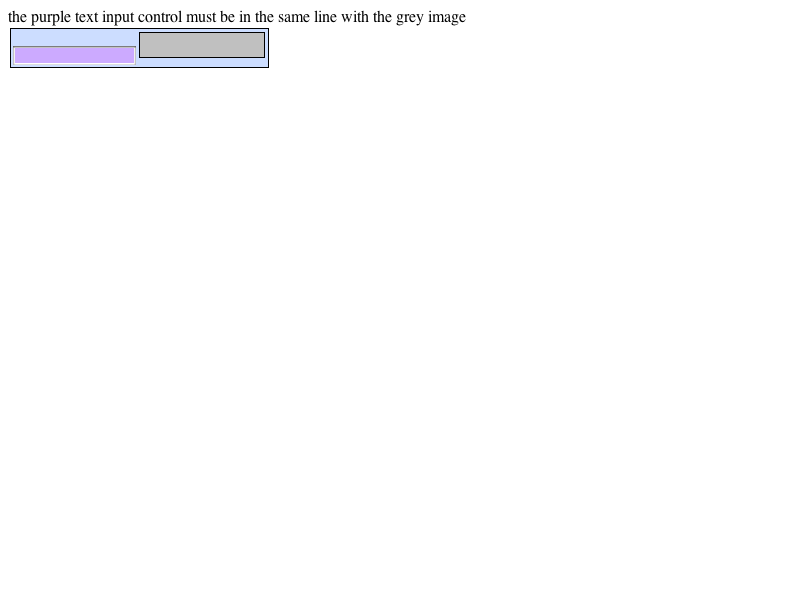 the purple text input control must be in the same line with the grey image